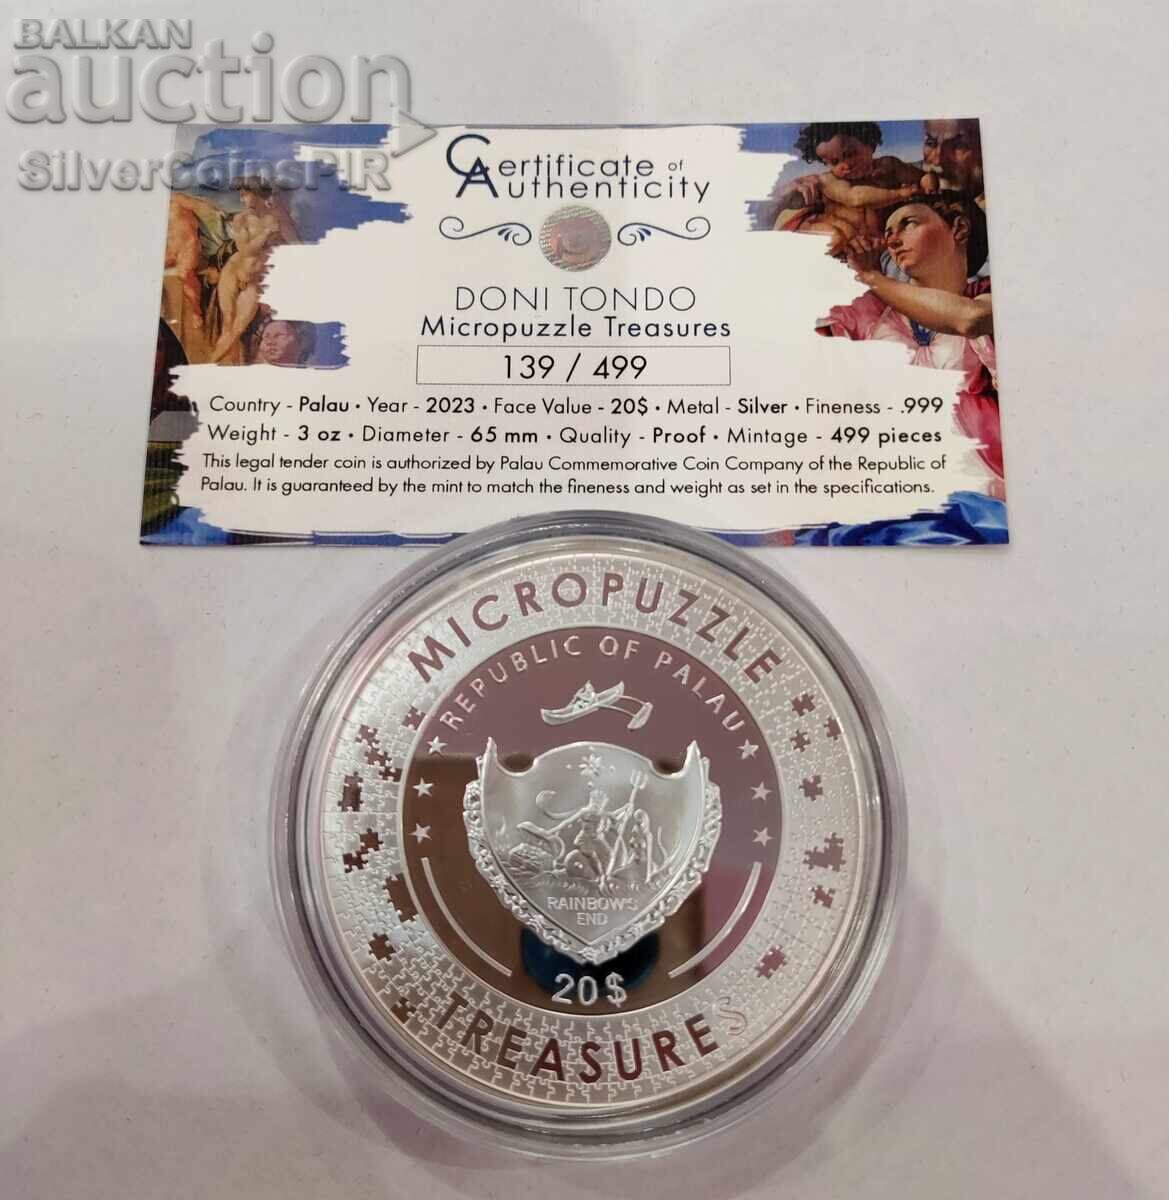 BALKAN
auction
SilverCoinsPIR
Certificate of
Authenticity
DONI TONDO
Micropuzzle Treasures
139 / 499
Country - Palau • Year - 2023 • Face Value - 20$ • Metal - Silver • Fineness - .999
Weight - 3 oz • Diameter - 65 mm • Quality - Proof • Mintage - 499 pieces
This legal tender coin is authorized by Palau Commemorative Coin Company of the Republic of
Palau. It is guaranteed by the mint to match the fineness and weight as set in the specifications.
MICROPUZZLE
REPUBLIC OF PALAU
RAINBOW'S
END
20$
TREASURES